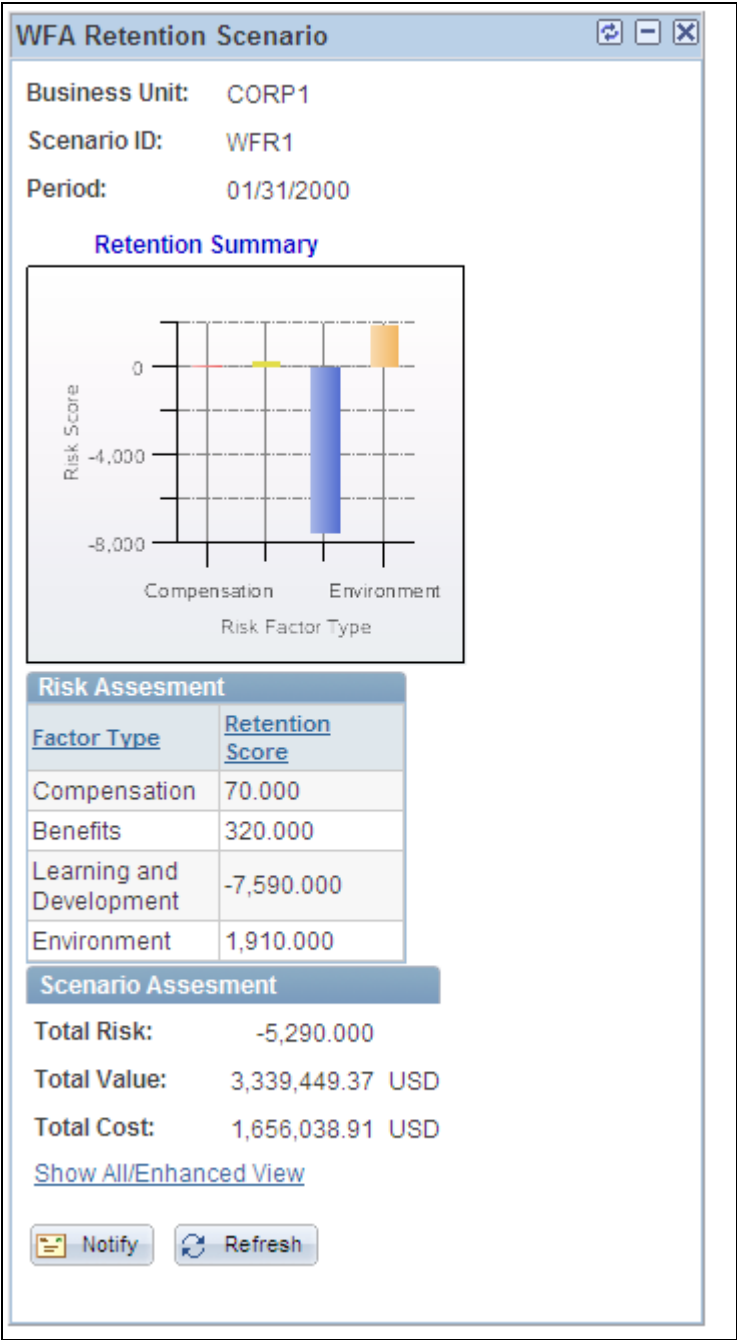 WFA Retention Scenario
Business Unit: CORP1
Scenario ID: WFR1
Period: 01/31/2000
Retention Summary
0
-4,000
-8,000
Risk Score
Compensation Environment
Risk Factor Type
Risk Assesment
Factor Type Retention
Score
Compensation 70.000
Benefits 320.000
Learning and
Development -7,590.000
Environment 1,910.000
Scenario Assesment
Total Risk: -5,290.000
Total Value: 3,339,449.37 USD
Total Cost: 1,656,038.91 USD
Show All/Enhanced View
Notify Refresh